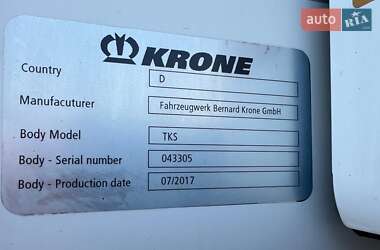 auto RIA.com
KRONE
Country D
Manufacuturer Fahrzeugwerk Bernard Krone GmbH
Body Model TKS
Body - Serial number 043305
Body - Production date 07/2017